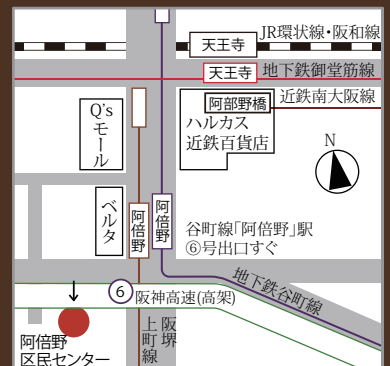 JR環状線・阪和線
天王寺
天王寺
地下鉄御堂筋線
近鉄南大阪線
阿部野橋
ハルカス
近鉄百貨店
Q's
モール
N
ベルタ
阿倍野
阿倍野
谷町線「阿倍野」駅
⑥号出口すぐ
地下鉄谷町線
6
阪神高速(高架)
阪堺
上町線
阿倍野
区民センター